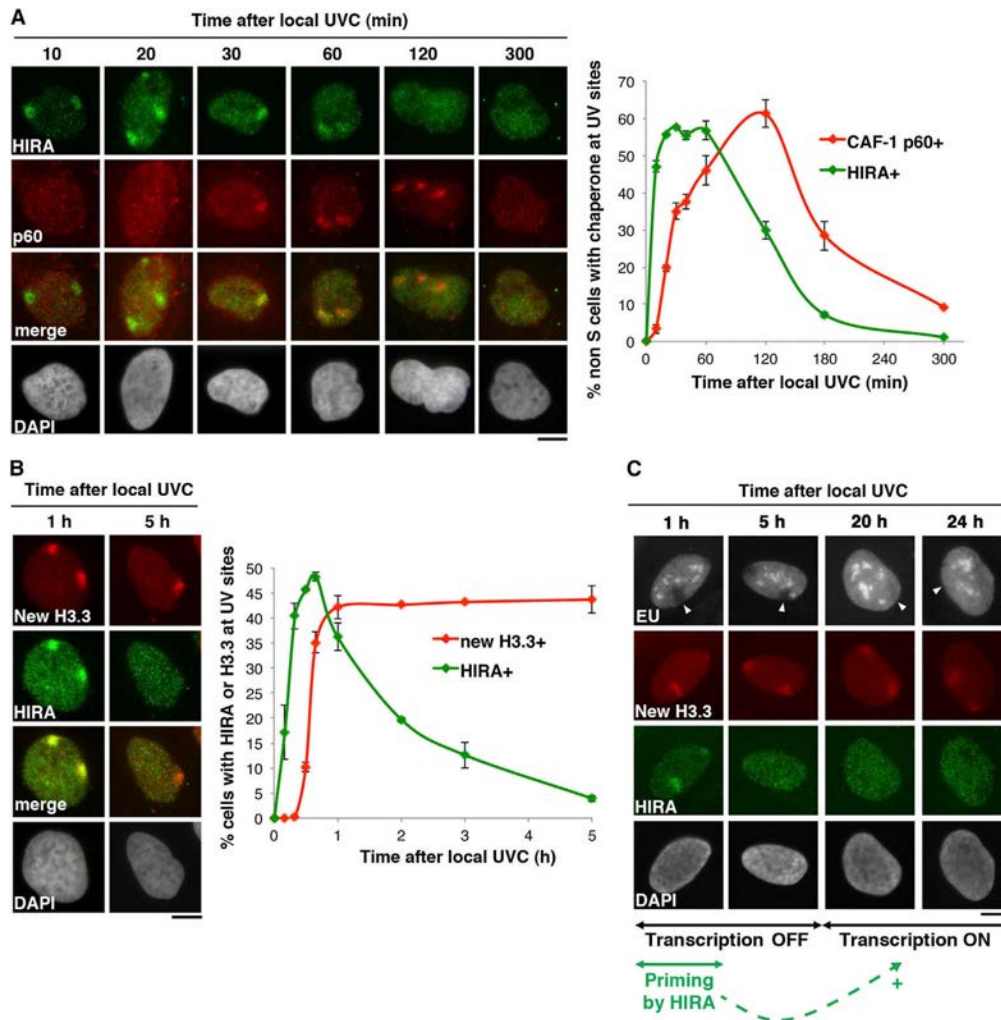 A
Time after local UVC (min)
10 20 30 60 120 300
HIRA
p60
merge
DAPI
% non S cells with chaperone at UV sites
70
60
50
40
30
20
10
0
CAF-1 p60+
HIRA+
0 60 120 180 240 300
Time after local UVC (min)
B
Time after local UVC
1 h 5 h
New H3.3
HIRA
merge
DAPI
% cells with HIRA or H3.3 at UV sites
50
45
40
35
30
25
20
15
10
5
0
new H3.3+
HIRA+
0 1 2 3 4 5
Time after local UVC (h)
C
Time after local UVC
1 h 5 h 20 h 24 h
EU
New H3.3
HIRA
DAPI
Transcription OFF Transcription ON
Priming
by HIRA
+